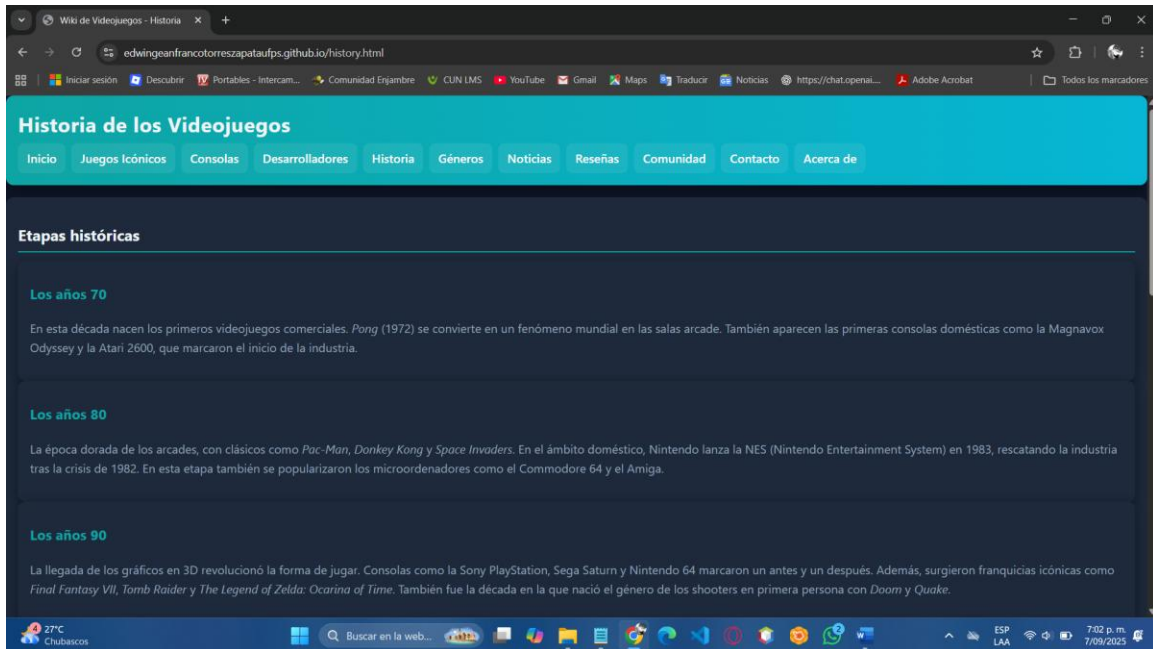 Wiki de Videojuegos - Historia
edwingeanfrancotorreszapataufps.github.io/history.html
Iniciar sesión Descubrir Portables - Intercam... Comunidad Enjambre CUN LMS YouTube Gmail Maps Traducir Noticias https://chat.openai.... Adobe Acrobat Todos los marcadores
Historia de los Videojuegos
Inicio Juegos Icónicos Consolas Desarrolladores Historia Géneros Noticias Reseñas Comunidad Contacto Acerca de
Etapas históricas
Los años 70
En esta década nacen los primeros videojuegos comerciales. Pong (1972) se convierte en un fenómeno mundial en las salas arcade. También aparecen las primeras consolas domésticas como la Magnavox
Odyssey y la Atari 2600, que marcaron el inicio de la industria.
Los años 80
La época dorada de los arcades, con clásicos como Pac-Man, Donkey Kong y Space Invaders. En el ámbito doméstico, Nintendo lanza la NES (Nintendo Entertainment System) en 1983, rescatando la industria
tras la crisis de 1982. En esta etapa también se popularizaron los microordenadores como el Commodore 64 y el Amiga.
Los años 90
La llegada de los gráficos en 3D revolucionó la forma de jugar. Consolas como la Sony PlayStation, Sega Saturn y Nintendo 64 marcaron un antes y un después. Además, surgieron franquicias icónicas como
Final Fantasy VII, Tomb Raider y The Legend of Zelda: Ocarina of Time. También fue la década en la que nació el género de los shooters en primera persona con Doom y Quake.
27°C
Chubascos
Buscar en la web...
ESP
LAA
7:02 p. m.
7/09/2025